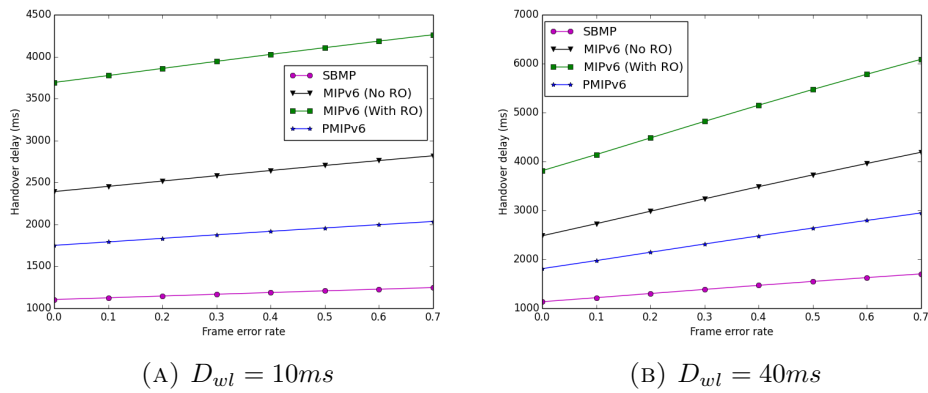 4500
4000
3500
3000
2500
2000
1500
1000
Handover delay (ms)
SBMP
MIPv6 (No RO)
MIPv6 (With RO)
PMIPv6
0.0 0.1 0.2 0.3 0.4 0.5 0.6 0.7
Frame error rate
(A) D_{wl} = 10ms
7000
6000
5000
4000
3000
2000
1000
Handover delay (ms)
SBMP
MIPv6 (No RO)
MIPv6 (With RO)
PMIPv6
0.0 0.1 0.2 0.3 0.4 0.5 0.6 0.7
Frame error rate
(B) D_{wl} = 40ms